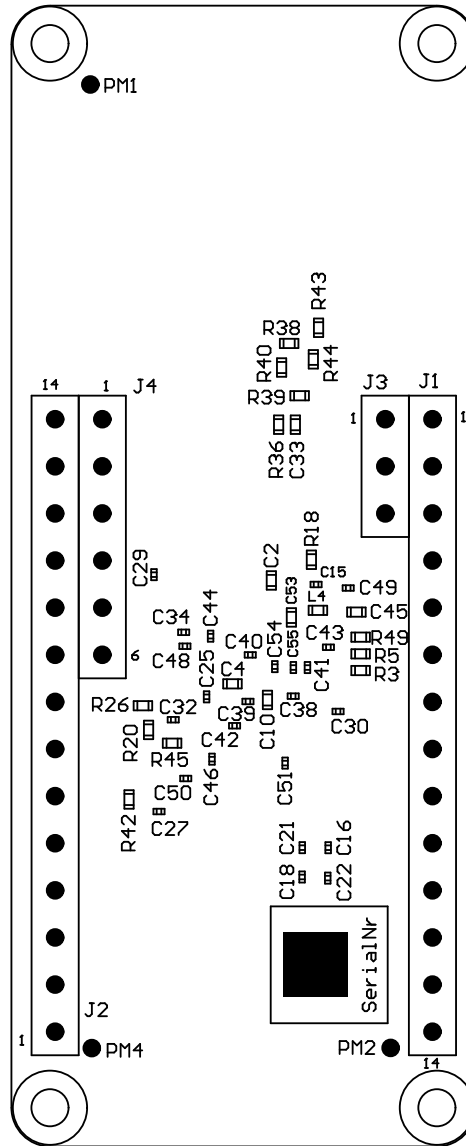 PM1
R43
R38
R40
R44
R39
R36
C33
14
1
J4
J3
J1
1
1
R18
C29
C2
C53
C15
C49
L4
C45
C34
C44
C43
R49
C48
C40
C54
C55
C41
R5
6
C25
C4
R3
R26
C32
C39
C10
C38
C30
R20
C42
R45
C46
C51
C50
R42
C27
C21
C16
C18
C22
SerialNr
J2
1
PM4
PM2
14